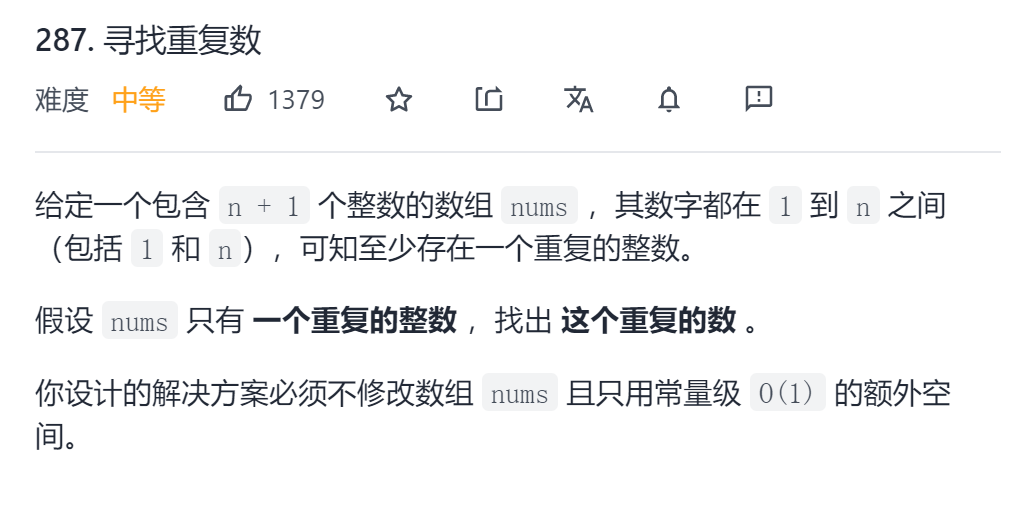 287. 寻找重复数
难度 中等 1379
给定一个包含 n + 1 个整数的数组 nums ，其数字都在 1 到 n 之间
（包括 1 和 n），可知至少存在一个重复的整数。
假设 nums 只有 一个重复的整数 ，找出 这个重复的数 。
你设计的解决方案必须不修改数组 nums 且只用常量级 O(1) 的额外空
间。